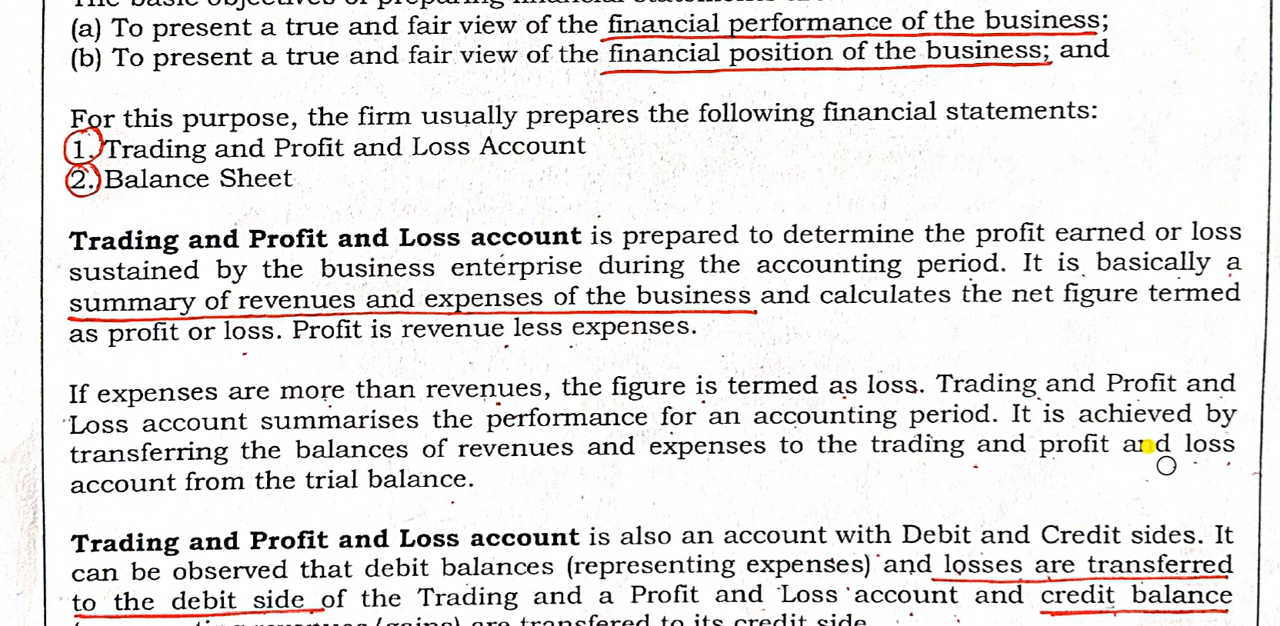 (a) To present a true and fair view of the financial performance of the business;
(b) To present a true and fair view of the financial position of the business; and
For this purpose, the firm usually prepares the following financial statements:
1. Trading and Profit and Loss Account
2. Balance Sheet
Trading and Profit and Loss account is prepared to determine the profit earned or loss
sustained by the business enterprise during the accounting period. It is basically a
summary of revenues and expenses of the business and calculates the net figure termed
as profit or loss. Profit is revenue less expenses.
If expenses are more than revenues, the figure is termed as loss. Trading and Profit and
Loss account summarises the performance for an accounting period. It is achieved by
transferring the balances of revenues and expenses to the trading and profit and loss
account from the trial balance.
Trading and Profit and Loss account is also an account with Debit and Credit sides. It
can be observed that debit balances (representing expenses) and losses are transferred
to the debit side of the Trading and a Profit and Loss account and credit balance
are transfered to its credit side